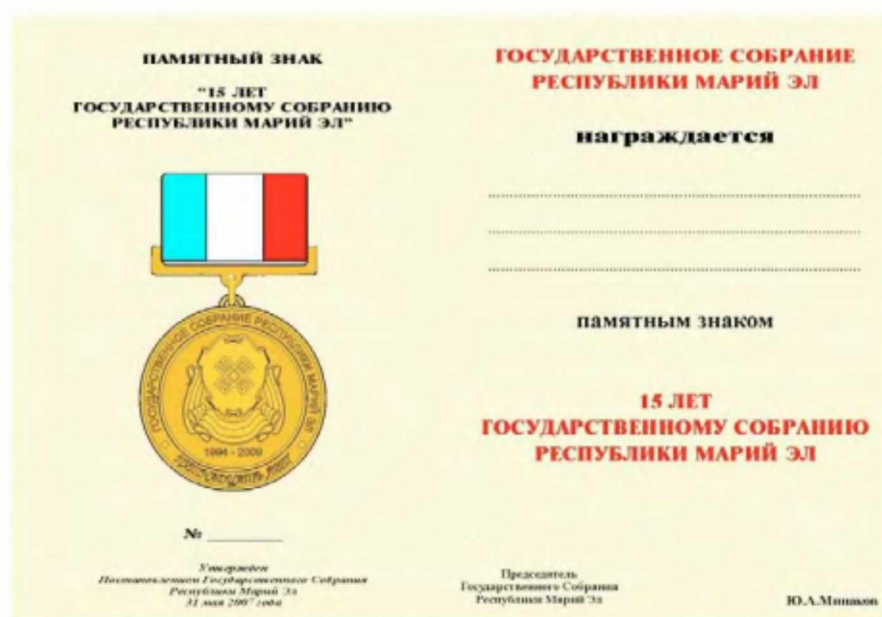 ПАМЯТНЫЙ ЗНАК
"15 ЛЕТ
ГОСУДАРСТВЕННОМУ СОБРАНИЮ
РЕСПУБЛИКИ МАРИЙ ЭЛ"
ГОСУДАРСТВЕННОЕ СОБРАНИЕ РЕСПУБЛИКИ МАРИЙ ЭЛ
1994 - 2009
№
Утвержден
Постановлением Государственного Собрания
Республики Марий Эл
31 мая 2007 года
ГОСУДАРСТВЕННОЕ СОБРАНИЕ
РЕСПУБЛИКИ МАРИЙ ЭЛ
награждается
памятным знаком
15 ЛЕТ
ГОСУДАРСТВЕННОМУ СОБРАНИЮ
РЕСПУБЛИКИ МАРИЙ ЭЛ
Председатель
Государственного Собрания
Республики Марий Эл
Ю.А.Минаков